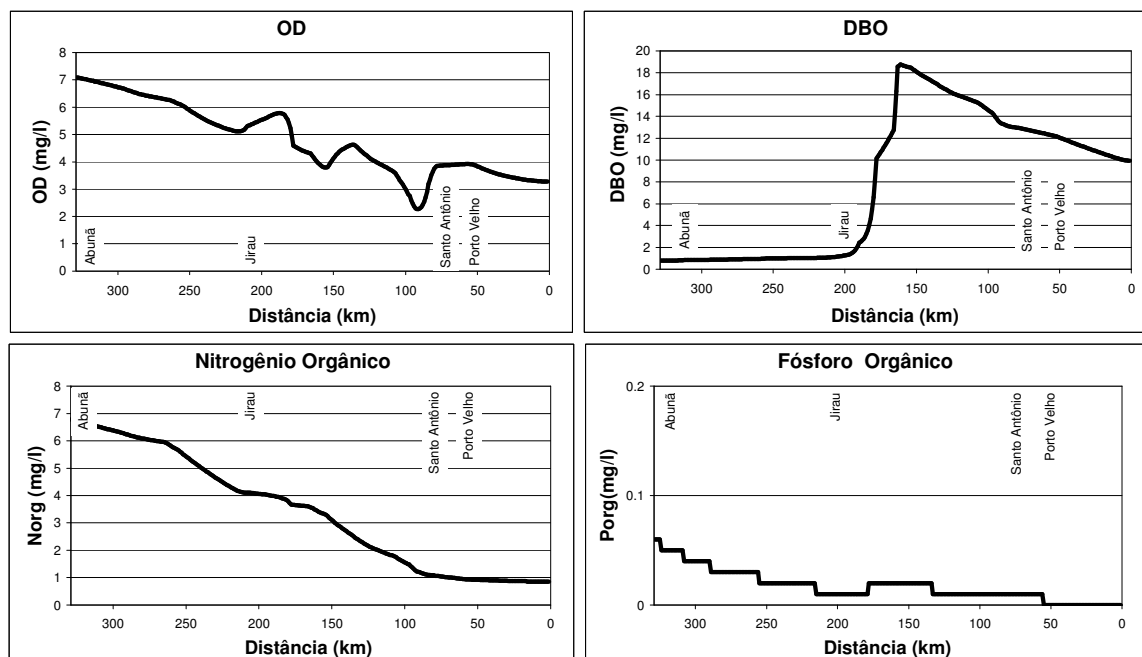 OD
8
7
6
5
4
3
2
1
0
OD (mg/l)
Abunã
Jirau
Santo Antônio
Porto Velho
300 250 200 150 100 50 0
Distância (km)
DBO
20
18
16
14
12
10
8
6
4
2
0
DBO (mg/l)
Abunã
Jirau
Santo Antônio
Porto Velho
300 250 200 150 100 50 0
Distância (km)
Nitrogênio Orgânico
8
7
6
5
4
3
2
1
0
Norg (mg/l)
Abunã
Jirau
Santo Antônio
Porto Velho
300 250 200 150 100 50 0
Distância (km)
Fósforo Orgânico
0.2
0.1
0
Porg(mg/l)
Abunã
Jirau
Santo Antônio
Porto Velho
300 250 200 150 100 50 0
Distância (km)